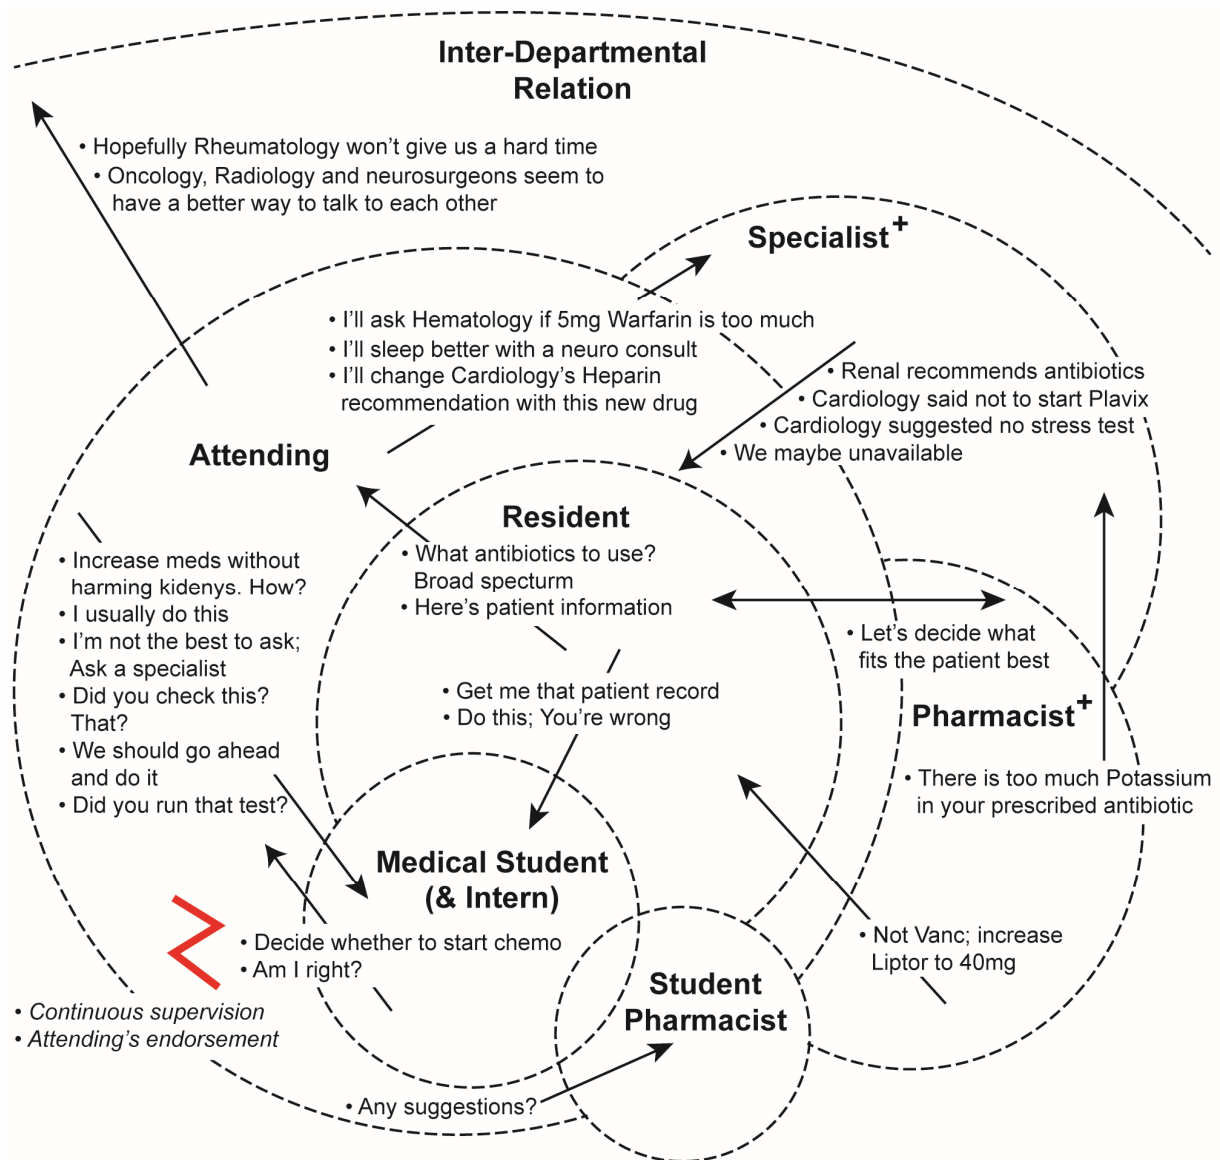 Inter-Departmental
Relation
• Hopefully Rheumatology won't give us a hard time
• Oncology, Radiology and neurosurgeons seem to
have a better way to talk to each other
Specialist+
• I'll ask Hematology if 5mg Warfarin is too much
• I'll sleep better with a neuro consult
• I'll change Cardiology's Heparin
recommendation with this new drug
• Renal recommends antibiotics
• Cardiology said not to start Plavix
• Cardiology suggested no stress test
• We maybe unavailable
Attending
• Increase meds without
harming kidenys. How?
• I usually do this
• I'm not the best to ask;
Ask a specialist
• Did you check this?
That?
• We should go ahead
and do it
• Did you run that test?
Resident
• What antibiotics to use?
Broad specturm
• Here's patient information
• Get me that patient record
• Do this; You're wrong
• Let's decide what
fits the patient best
Pharmacist+
• There is too much Potassium
in your prescribed antibiotic
Medical Student
(& Intern)
• Decide whether to start chemo
• Am I right?
• Not Vanc; increase
Liptor to 40mg
Student
Pharmacist
• Continuous supervision
• Attending's endorsement
• Any suggestions?